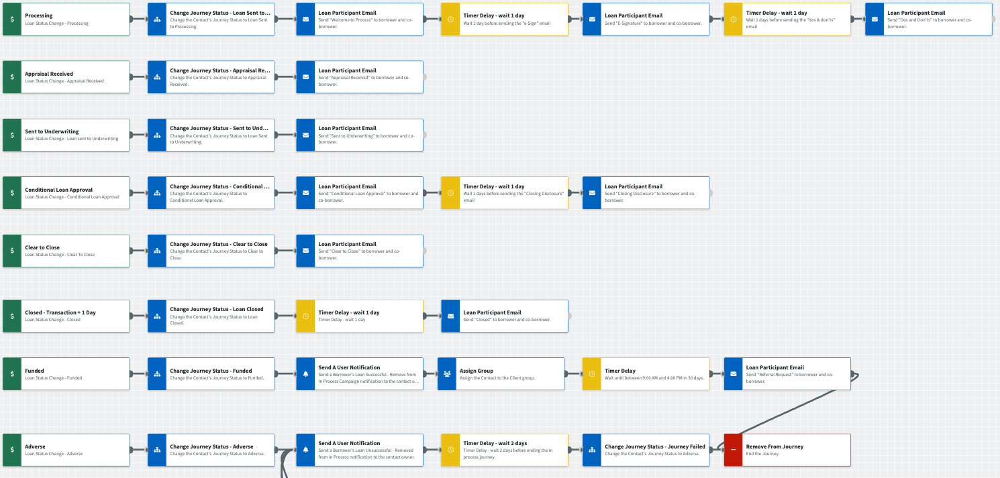 Processing
Loan Status Change - Processing
Change Journey Status - Loan Sent to...
Change the Contact's Journey Status to Loan Sent
to Processing.
Loan Participant Email
Send "Welcome to Process" to borrower and co-
borrower.
Timer Delay - wait 1 day
Wait 1 day before sending the "e-Sign" email
Loan Participant Email
Send "E-Signature" to borrower and co-borrower.
Timer Delay - wait 1 day
Wait 1 days before sending the "dos & don'ts"
email
Loan Participant Email
Send "Dos and Don'ts" to borrower and co-
borrower.
Appraisal Received
Loan Status Change - Appraisal Received
Change Journey Status - Appraisal Re...
Change the Contact's Journey Status to Appraisal
Received.
Loan Participant Email
Send "Appraisal Received" to borrower and co-
borrower.
Sent to Underwriting
Loan Status Change - Loan sent to Underwriting
Change Journey Status - Sent to Und...
Change the Contact's Journey Status to Loan Sent
to Underwriting.
Loan Participant Email
Send "Sent to Underwriting" to borrower and co-
borrower.
Conditional Loan Approval
Loan Status Change - Conditional Loan Approval
Change Journey Status - Conditional ...
Change the Contact's Journey Status to
Conditional Loan Approval.
Loan Participant Email
Send "Conditional Loan Approval" to borrower and
co-borrower.
Timer Delay - wait 1 day
Wait 1 days before sending the "Closing Disclosure"
email
Loan Participant Email
Send "Closing Disclosure" to borrower and co-
borrower.
Clear to Close
Loan Status Change - Clear To Close
Change Journey Status - Clear to Close
Change the Contact's Journey Status to Clear to
Close.
Loan Participant Email
Send "Clear to Close" to borrower and co-
borrower.
Closed - Transaction + 1 Day
Loan Status Change - Closed
Change Journey Status - Loan Closed
Change the Contact's Journey Status to Loan
Closed.
Timer Delay - wait 1 day
Timer Delay - wait 1 day
Loan Participant Email
Send "Closed" to borrower and co-borrower.
Funded
Loan Status Change - Funded
Change Journey Status - Funded
Change the Contact's Journey Status to Funded.
Send A User Notification
Send a Borrower's Loan Successful - Remove from
In Process Campaign notification to the contact o...
Assign Group
Assign the Contact to the Client group.
Timer Delay
Wait until between 9:00 AM and 4:00 PM in 30 days.
Loan Participant Email
Send "Referral Request" to borrower and co-
borrower.
Adverse
Loan Status Change - Adverse
Change Journey Status - Adverse
Change the Contact's Journey Status to Adverse.
Send A User Notification
Send a Borrower's Loan Unsuccessful - Removed
from In Process notification to the contact owner.
Timer Delay - wait 2 days
Timer Delay - wait 2 days before ending the in
process journey.
Change Journey Status - Journey Failed
Change the Contact's Journey Status to Adverse.
Remove From Journey
End the Journey.